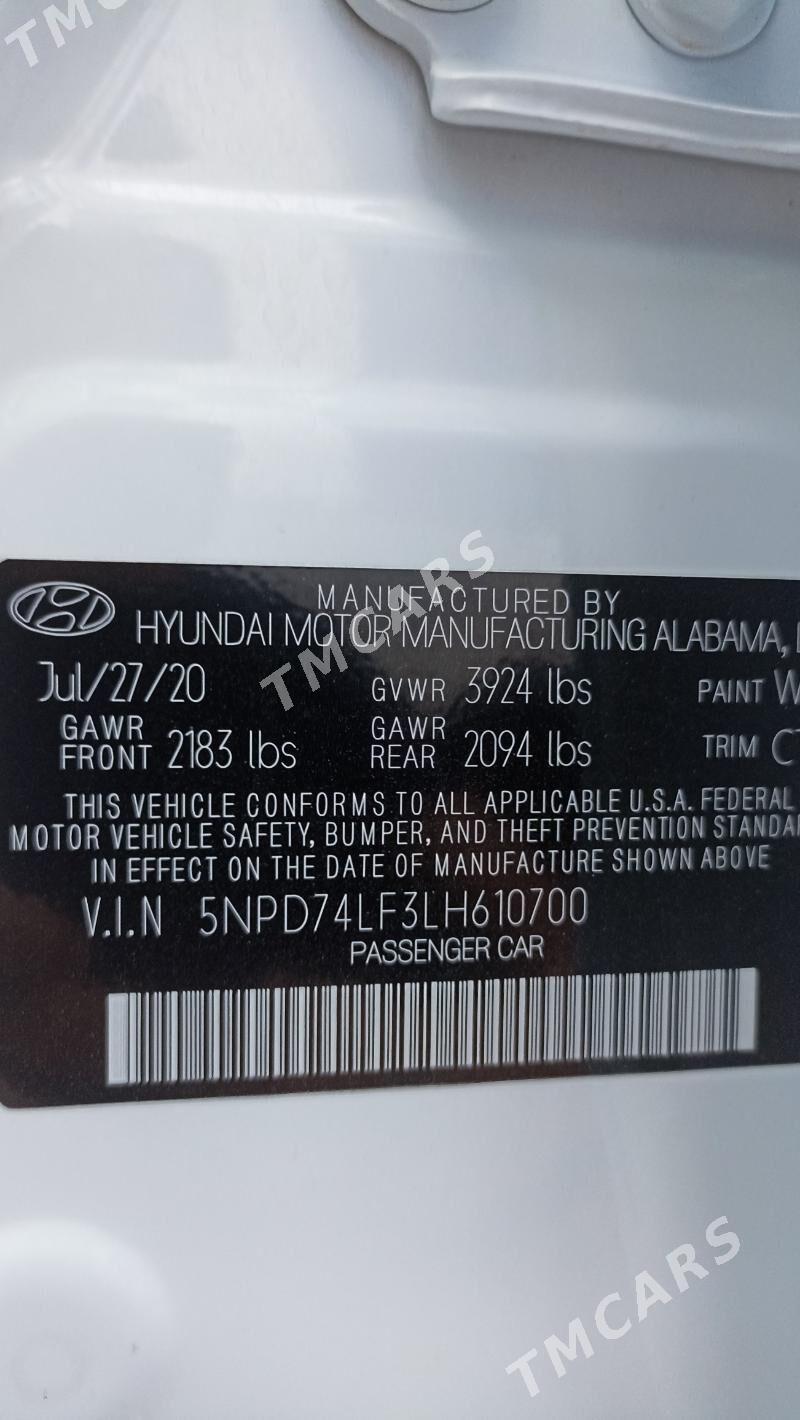 TMCARS
MANUFACTURED BY
HYUNDAI MOTOR MANUFACTURING ALABAMA,
Jul/27/20 GVWR 3924 lbs PAINT W
GAWR FRONT 2183 lbs GAWR REAR 2094 lbs TRIM
THIS VEHICLE CONFORMS TO ALL APPLICABLE U.S.A. FEDERAL
MOTOR VEHICLE SAFETY, BUMPER, AND THEFT PREVENTION STANDA
IN EFFECT ON THE DATE OF MANUFACTURE SHOWN ABOVE
V.I.N 5NPD74LF3LH610700
PASSENGER CAR
TMCARS